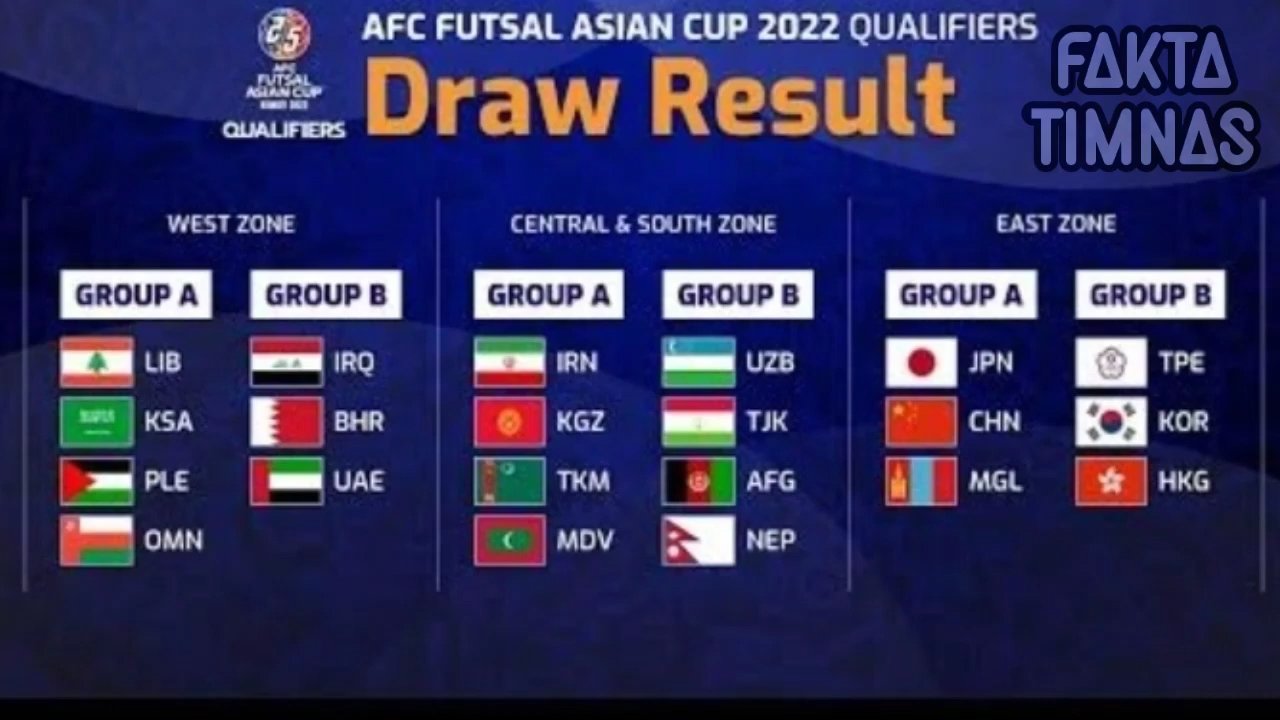 AFC FUTSAL ASIAN CUP 2022 QUALIFIERS
Draw Result
AFC
FUTSAL
ASIAN CUP
QUALIFIERS
FAKTA
TIMNAS
WEST ZONE
GROUP A
LIB
KSA
PLE
OMN
GROUP B
IRQ
BHR
UAE
CENTRAL & SOUTH ZONE
GROUP A
IRN
KGZ
TKM
MDV
GROUP B
UZB
TJK
AFG
NEP
EAST ZONE
GROUP A
JPN
CHN
MGL
GROUP B
TPE
KOR
HKG